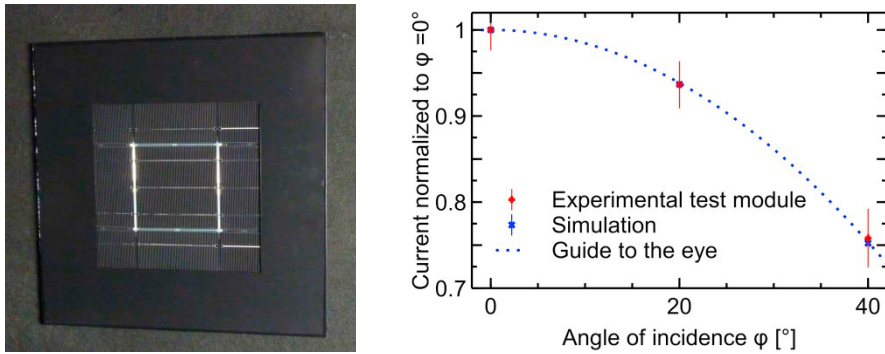 Current normalized to φ =0°
1
0.9
0.8
0.7
Experimental test module
Simulation
Guide to the eye
0
20
40
Angle of incidence φ [°]